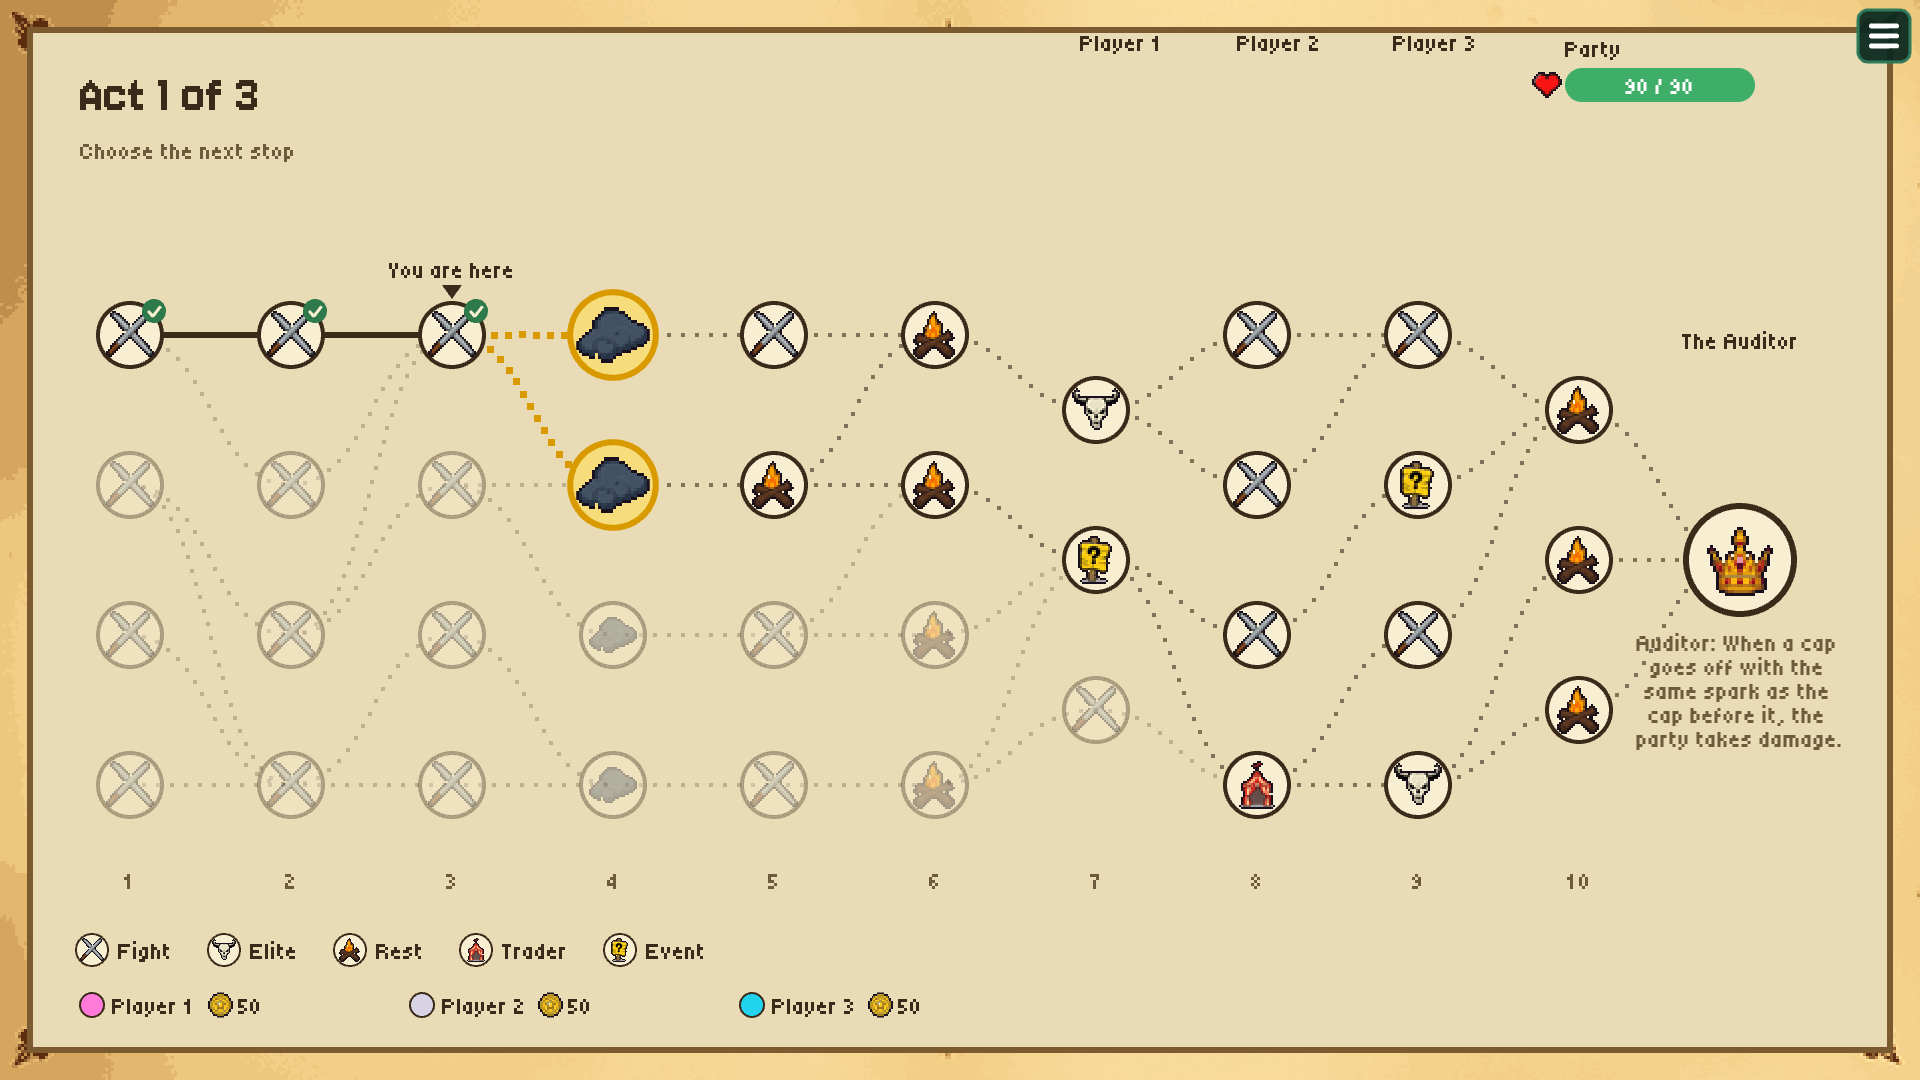 Player 1
Player 2
Player 3
Party
90 / 90
Act 1 of 3
Choose the next stop
You are here
The Auditor
Auditor: When a cap
goes off with the
same spark as the
cap before it, the
party takes damage.
1 2 3 4 5 6 7 8 9 10
Fight
Elite
Rest
Trader
Event
Player 1 50
Player 2 50
Player 3 50